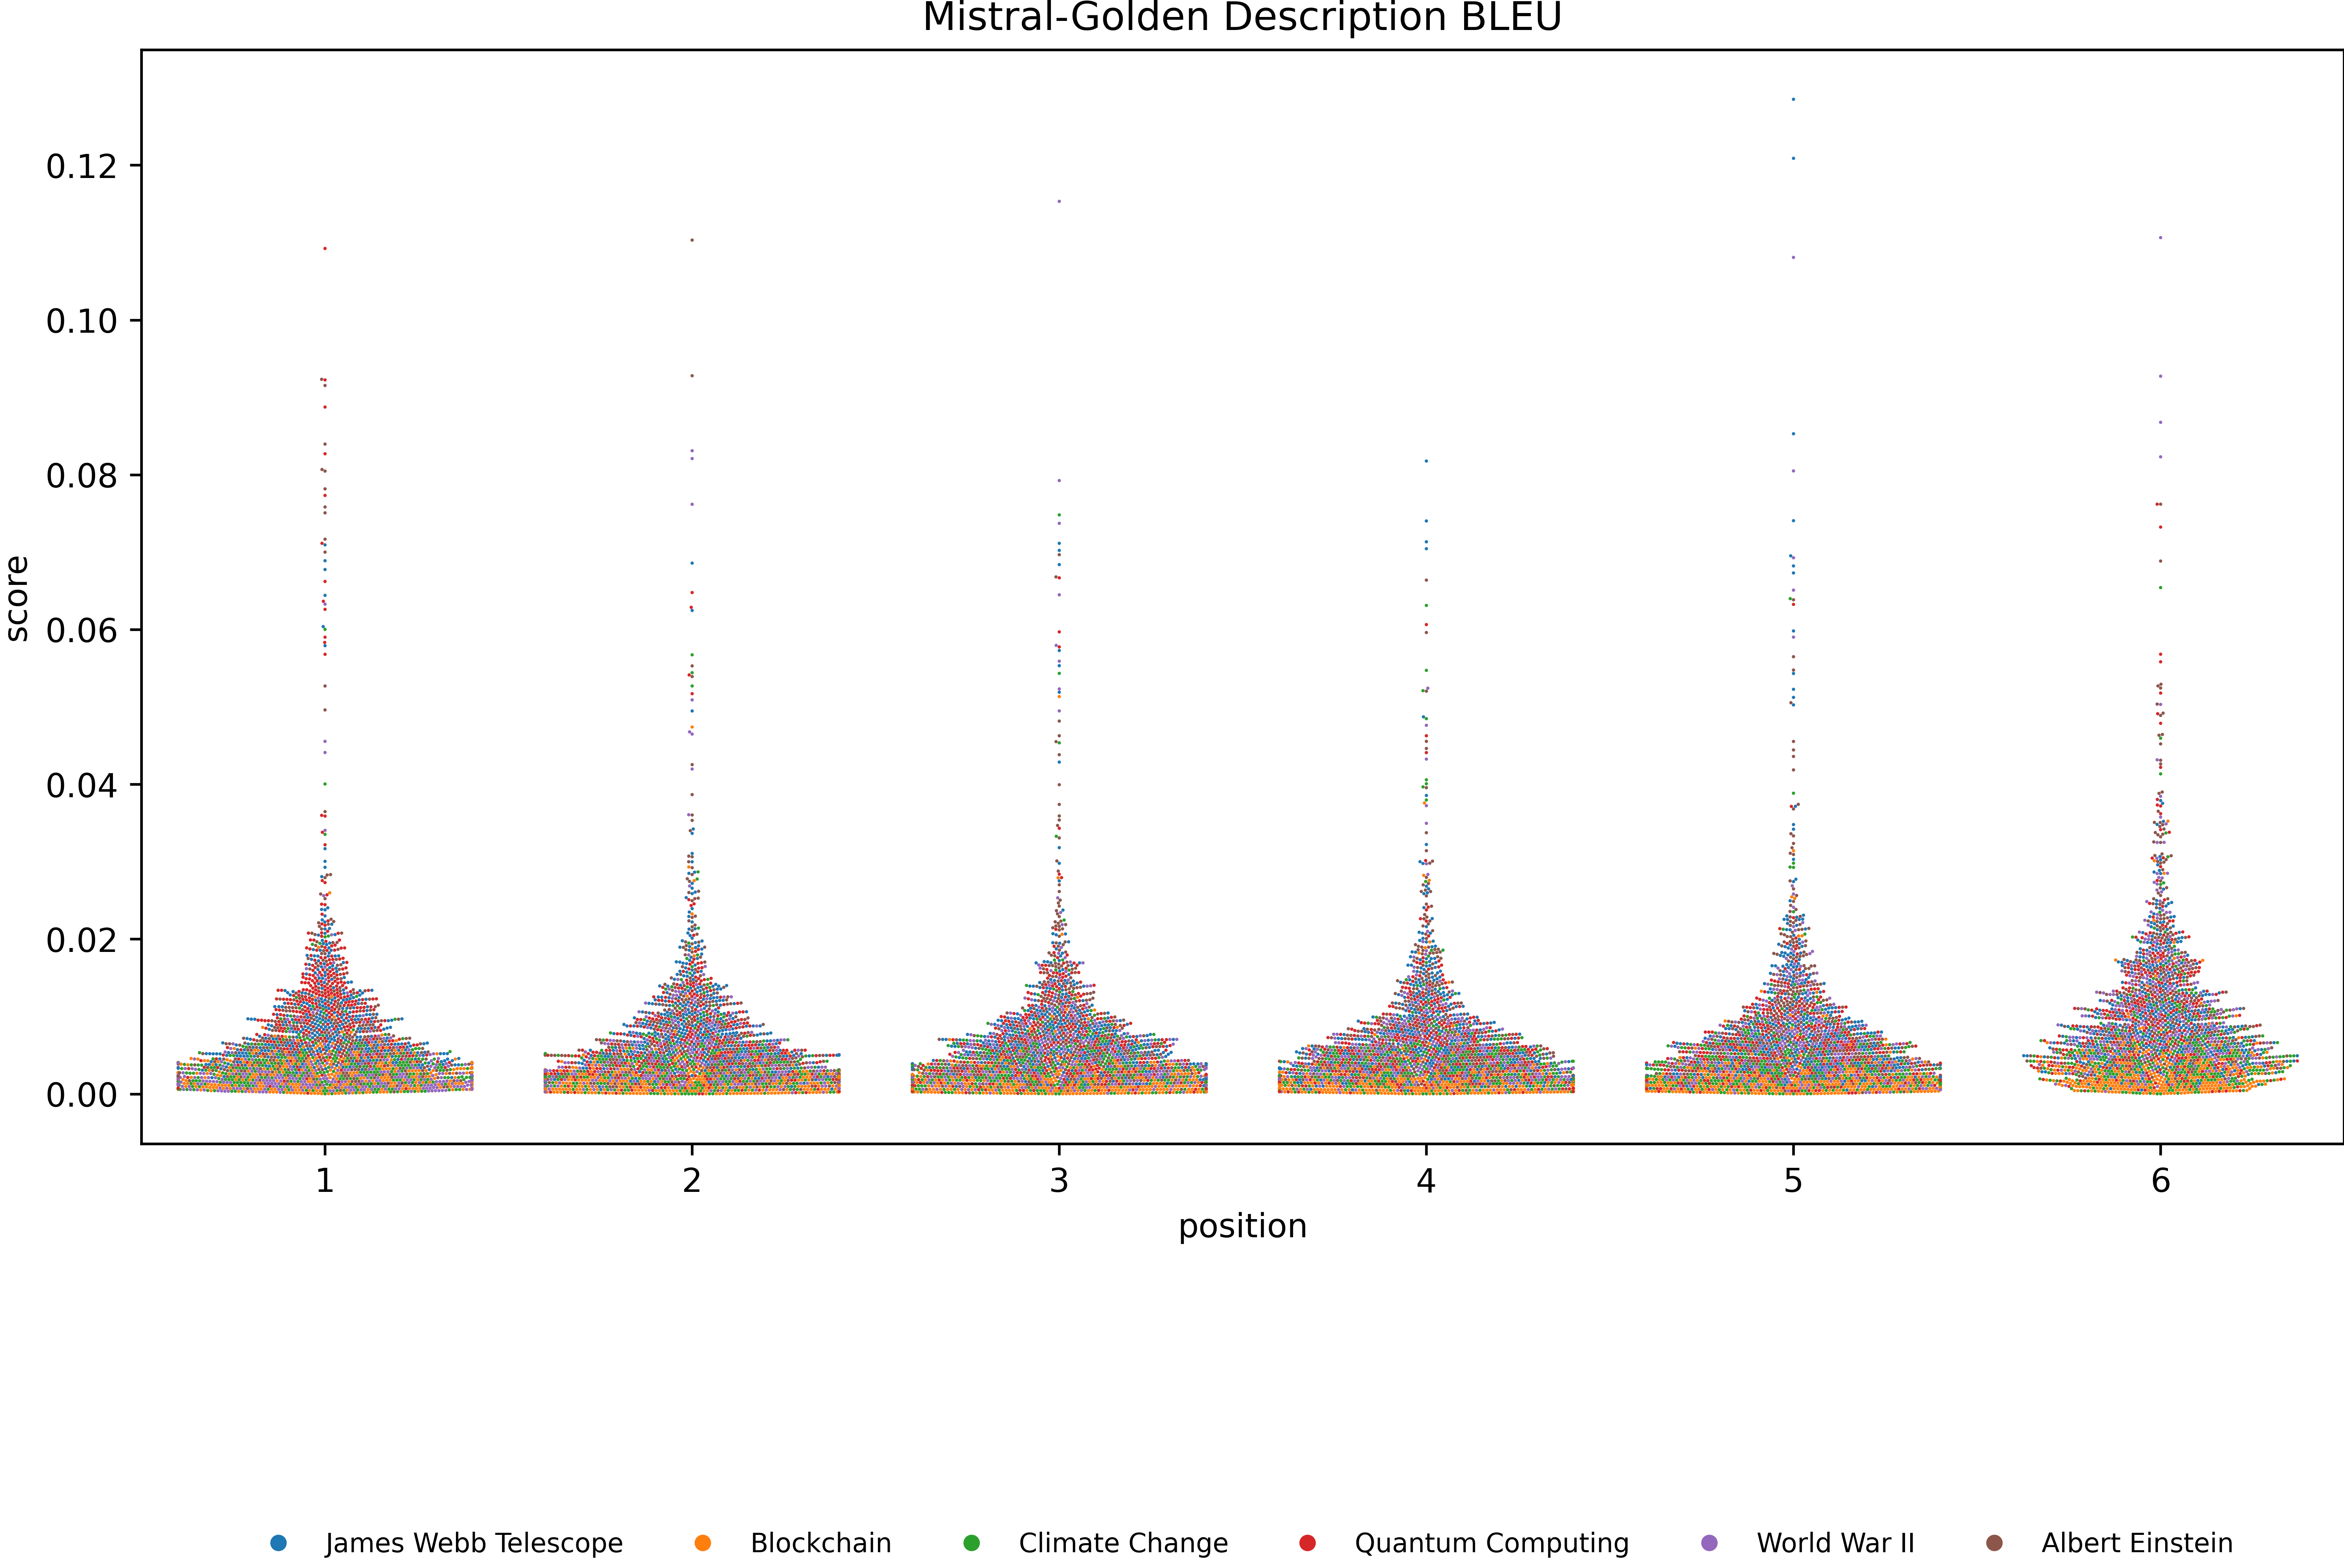 Mistral-Golden Description BLEU
0.12
0.10
0.08
0.06
0.04
0.02
0.00
score
1 2 3 4 5 6
position
James Webb Telescope Blockchain Climate Change Quantum Computing World War II Albert Einstein